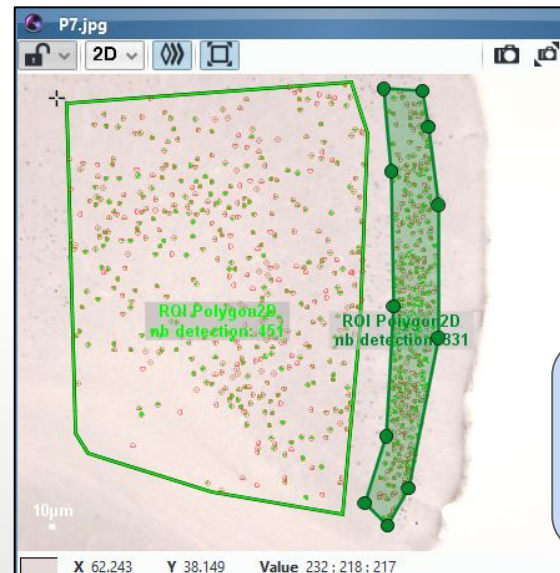 P7.jpg
2D
ROI Polygon2D
nb detection: 451
ROI Polygon2D
nb detection: 831
10µm
X 62.243 Y 38.149 Value 232 : 218 : 217